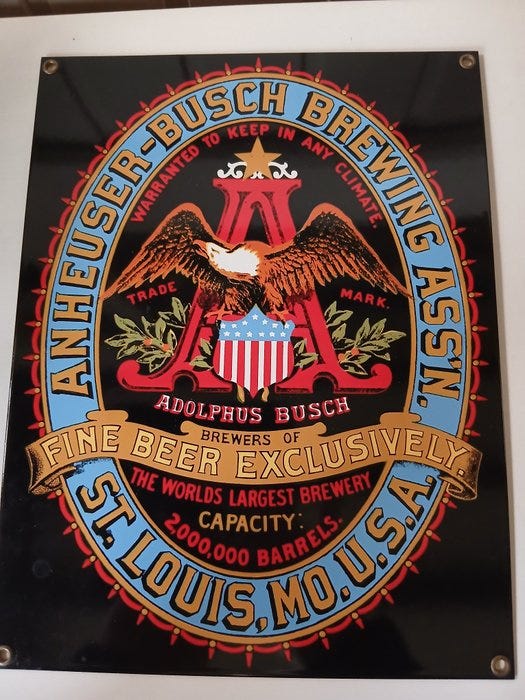 ANHEUSER-BUSCH BREWING ASS'N.
WARRANTED TO KEEP IN ANY CLIMATE.
A
TRADE MARK.
ADOLPHUS BUSCH
BREWERS OF
FINE BEER EXCLUSIVELY.
THE WORLDS LARGEST BREWERY
CAPACITY:
2,000,000 BARRELS.
ST. LOUIS, MO. U.S.A.